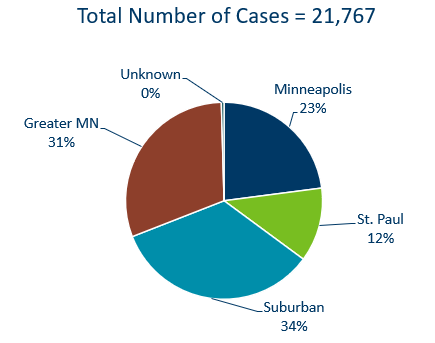 Total Number of Cases = 21,767
Unknown
0%
Minneapolis
23%
Greater MN
31%
St. Paul
12%
Suburban
34%